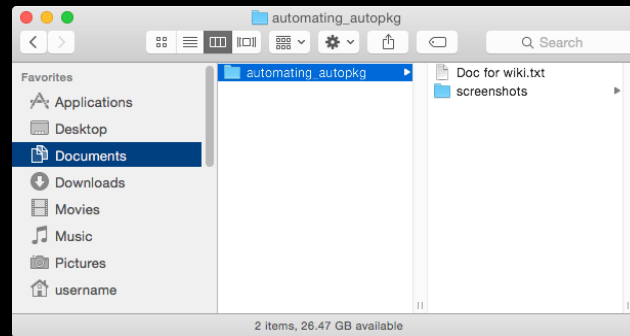 automating_autopkg
Search
Favorites
Applications
Desktop
Documents
Downloads
Movies
Music
Pictures
username
automating_autopkg
Doc for wiki.txt
screenshots
2 items, 26.47 GB available